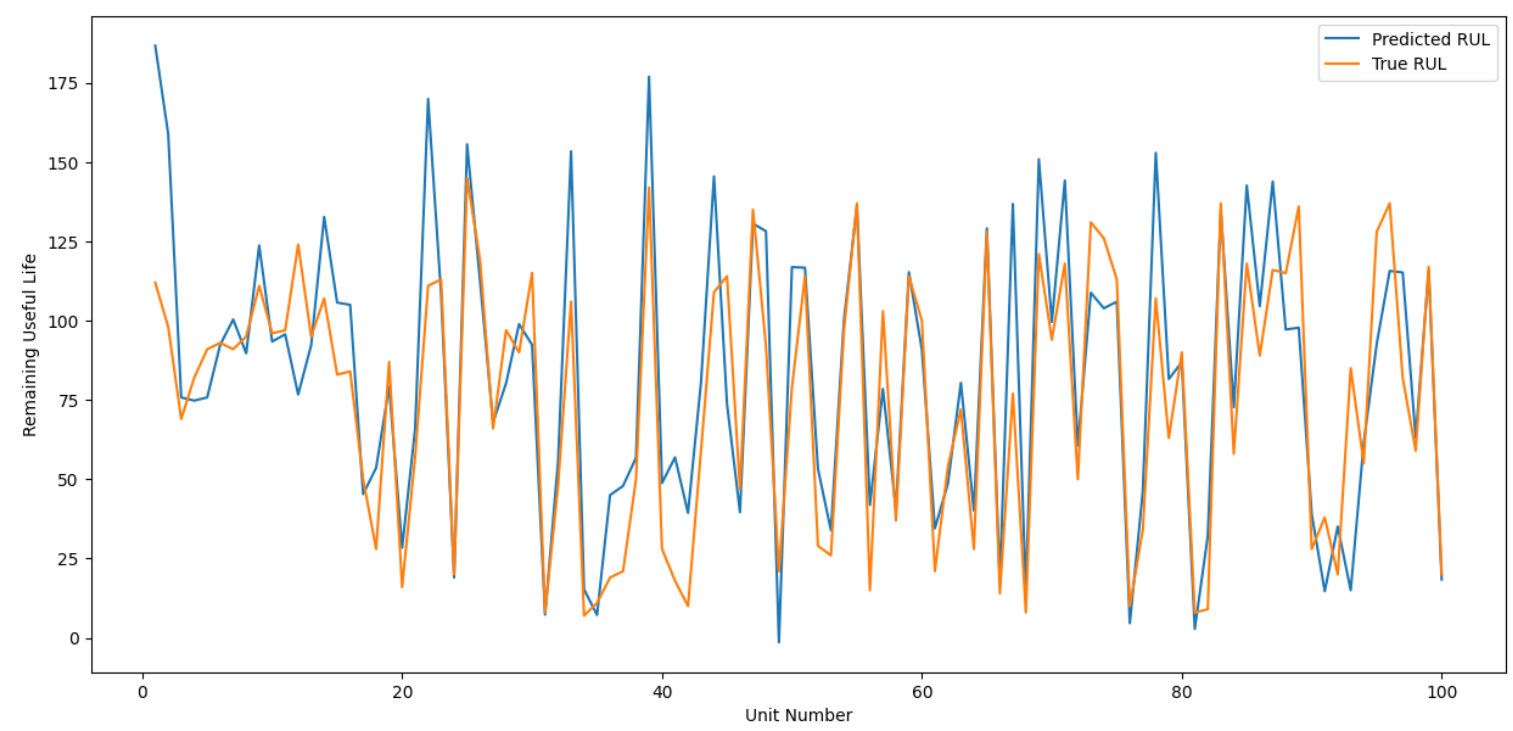 Predicted RUL
True RUL
Remaining Useful Life
175
150
125
100
75
50
25
0
0 20 40 60 80 100
Unit Number